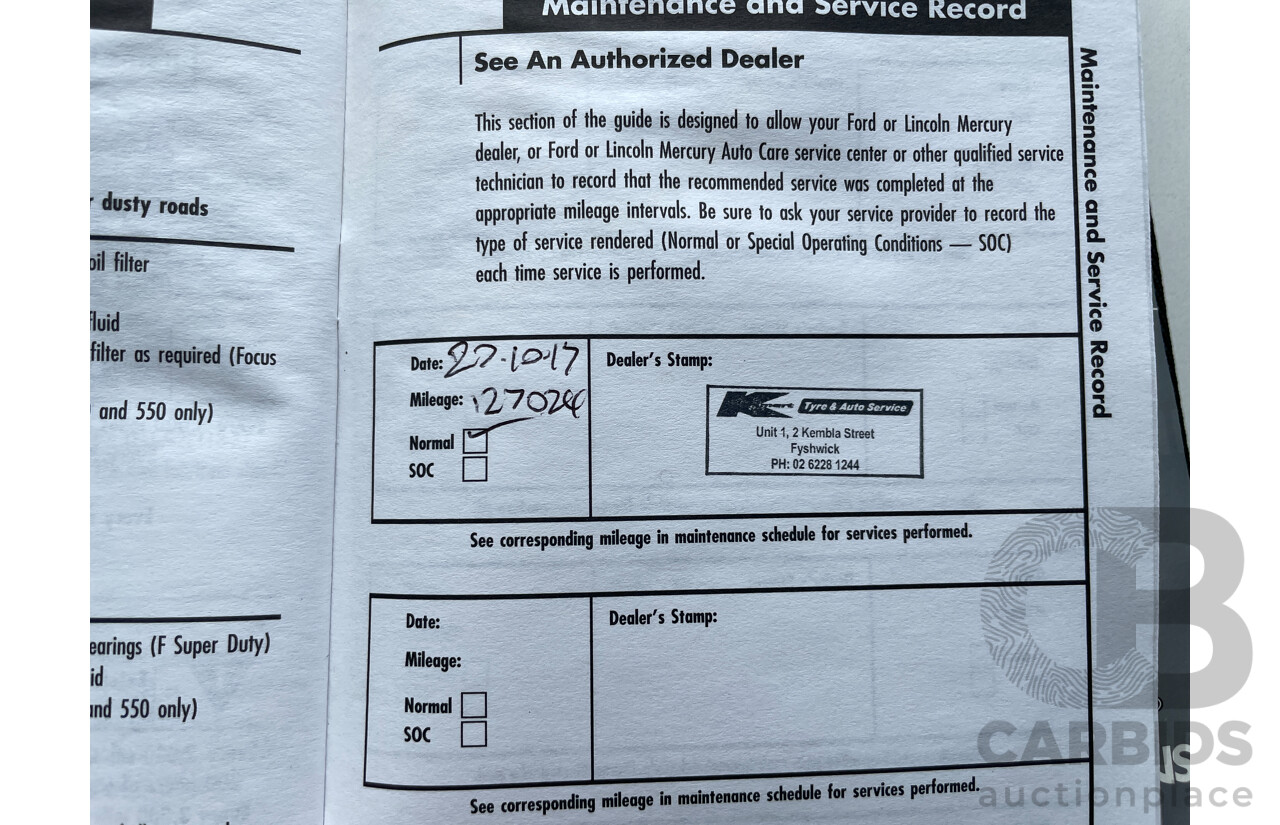 dusty roads
oil filter
fluid
filter as required (Focus
and 550 only)
earings (F Super Duty)
id
and 550 only)
Maintenance and Service Record
See An Authorized Dealer
This section of the guide is designed to allow your Ford or Lincoln Mercury
dealer, or Ford or Lincoln Mercury Auto Care service center or other qualified service
technician to record that the recommended service was completed at the
appropriate mileage intervals. Be sure to ask your service provider to record the
type of service rendered (Normal or Special Operating Conditions — SOC)
each time service is performed.
Date: 27-10-17
Mileage: 127024
Normal
SOC
Dealer's Stamp:
Kmart Tyre & Auto Service
Unit 1, 2 Kembla Street
Fyshwick
PH: 02 6228 1244
See corresponding mileage in maintenance schedule for services performed.
Date:
Mileage:
Normal
SOC
Dealer's Stamp:
See corresponding mileage in maintenance schedule for services performed.
Maintenance and Service Record
CB
CARBIDS
auctionplace